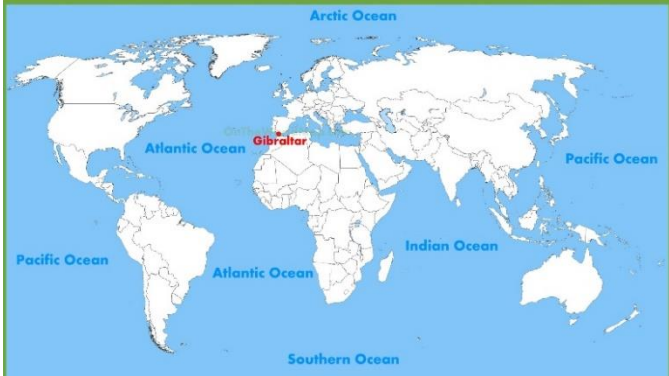 Arctic Ocean
Gibraltar
Atlantic Ocean
Pacific Ocean
Indian Ocean
Pacific Ocean
Atlantic Ocean
Southern Ocean